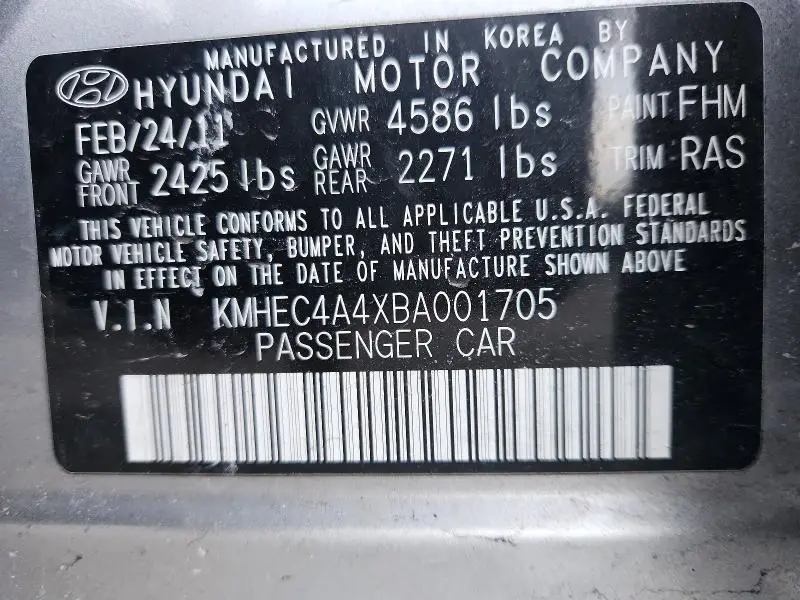 MANUFACTURED IN KOREA BY
HYUNDAI MOTOR COMPANY
FEB/24/11 GVWR 4586 lbs PAINT FHM
GAWR FRONT 2425 lbs GAWR REAR 2271 lbs TRIM RAS
THIS VEHICLE CONFORMS TO ALL APPLICABLE U.S.A. FEDERAL
MOTOR VEHICLE SAFETY, BUMPER, AND THEFT PREVENTION STANDARDS
IN EFFECT ON THE DATE OF MANUFACTURE SHOWN ABOVE
V.I.N KMHEC4A4XBA001705
PASSENGER CAR